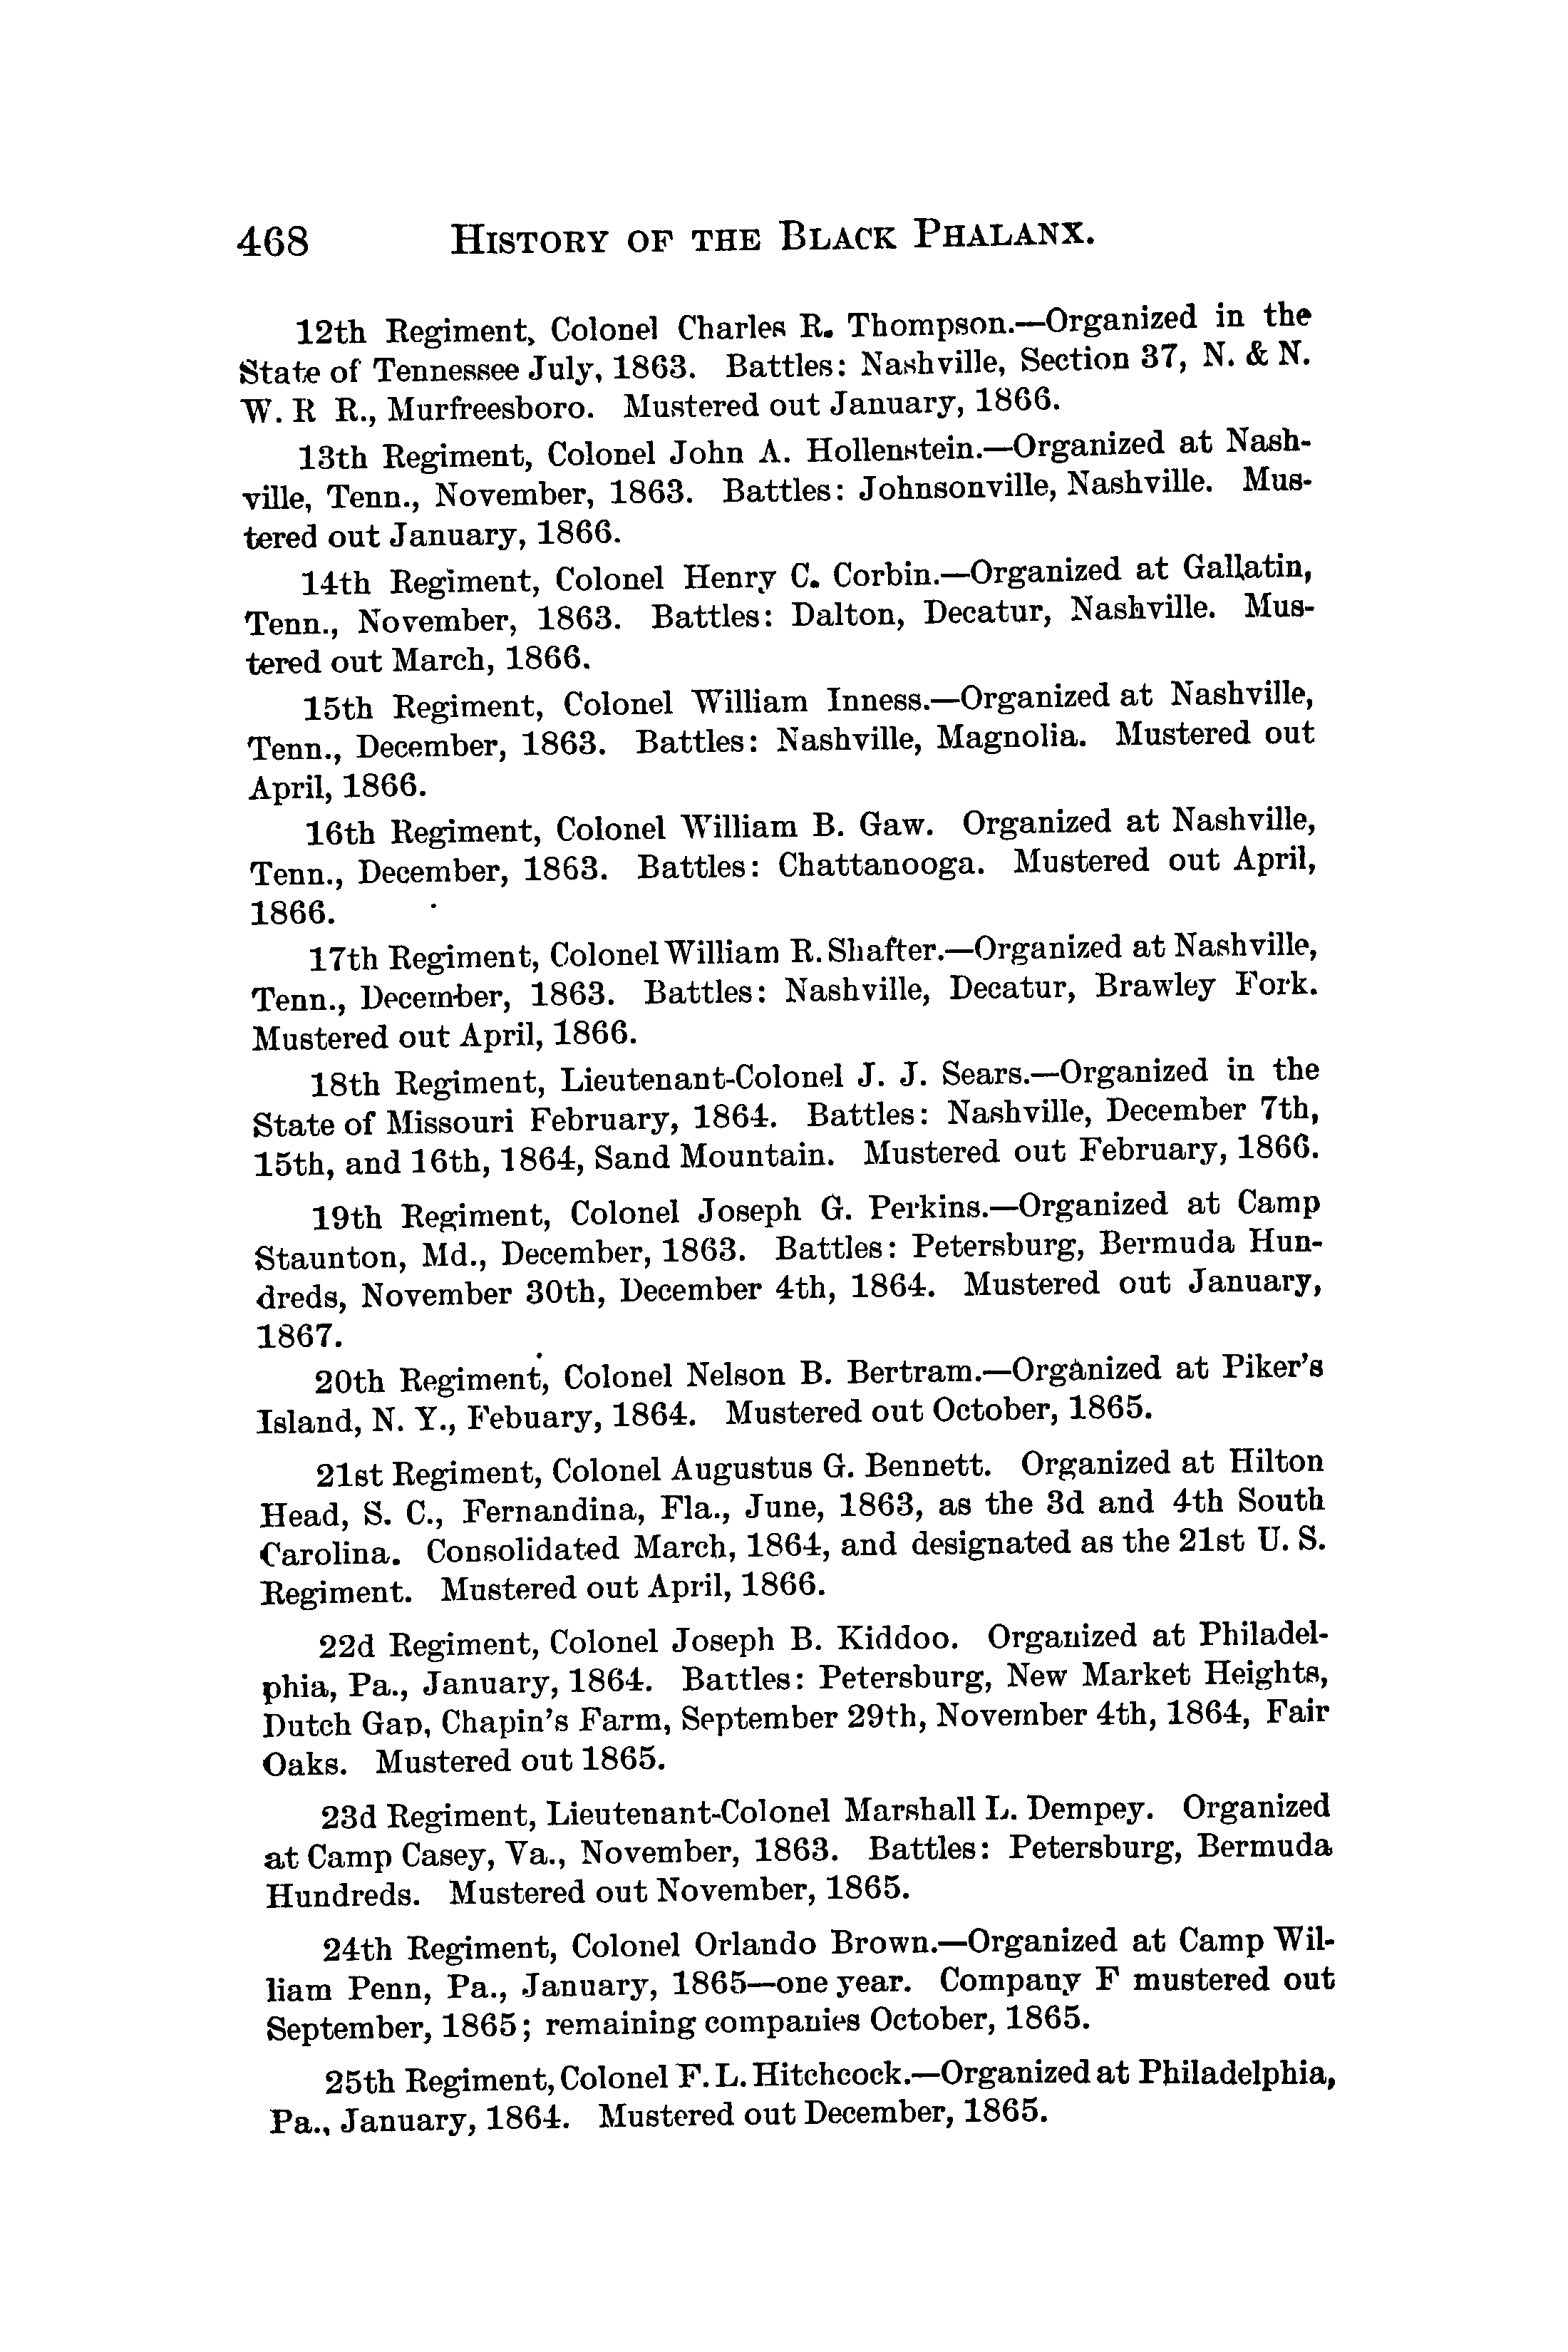 468 HISTORY OF THE BLACK PHALANX.
12th Regiment, Colonel Charles R. Thompson.—Organized in the
State of Tennessee July, 1863. Battles: Nashville, Section 37, N. & N.
W. R R., Murfreesboro. Mustered out January, 1866.
13th Regiment, Colonel John A. Hollenstein.—Organized at Nash-
ville, Tenn., November, 1863. Battles: Johnsonville, Nashville. Mus-
tered out January, 1866.
14th Regiment, Colonel Henry C. Corbin.—Organized at Gallatin,
Tenn., November, 1863. Battles: Dalton, Decatur, Nashville. Mus-
tered out March, 1866.
15th Regiment, Colonel William Inness.—Organized at Nashville,
Tenn., December, 1863. Battles: Nashville, Magnolia. Mustered out
April, 1866.
16th Regiment, Colonel William B. Gaw. Organized at Nashville,
Tenn., December, 1863. Battles: Chattanooga. Mustered out April,
1866.
17th Regiment, Colonel William R. Shafter.—Organized at Nashville,
Tenn., December, 1863. Battles: Nashville, Decatur, Brawley Fork.
Mustered out April, 1866.
18th Regiment, Lieutenant-Colonel J. J. Sears.—Organized in the
State of Missouri February, 1864. Battles: Nashville, December 7th,
15th, and 16th, 1864, Sand Mountain. Mustered out February, 1866.
19th Regiment, Colonel Joseph G. Perkins.—Organized at Camp
Staunton, Md., December, 1863. Battles: Petersburg, Bermuda Hun-
dreds, November 30th, December 4th, 1864. Mustered out January,
1867.
20th Regiment, Colonel Nelson B. Bertram.—Organized at Piker's
Island, N. Y., Febuary, 1864. Mustered out October, 1865.
21st Regiment, Colonel Augustus G. Bennett. Organized at Hilton
Head, S. C., Fernandina, Fla., June, 1863, as the 3d and 4th South
Carolina. Consolidated March, 1864, and designated as the 21st U. S.
Regiment. Mustered out April, 1866.
22d Regiment, Colonel Joseph B. Kiddoo. Organized at Philadel-
phia, Pa., January, 1864. Battles: Petersburg, New Market Heights,
Dutch Gap, Chapin's Farm, September 29th, November 4th, 1864, Fair
Oaks. Mustered out 1865.
23d Regiment, Lieutenant-Colonel Marshall L. Dempey. Organized
at Camp Casey, Va., November, 1863. Battles: Petersburg, Bermuda
Hundreds. Mustered out November, 1865.
24th Regiment, Colonel Orlando Brown.—Organized at Camp Wil-
liam Penn, Pa., January, 1865—one year. Company F mustered out
September, 1865; remaining companies October, 1865.
25th Regiment, Colonel F. L. Hitchcock.—Organized at Philadelphia,
Pa., January, 1864. Mustered out December, 1865.